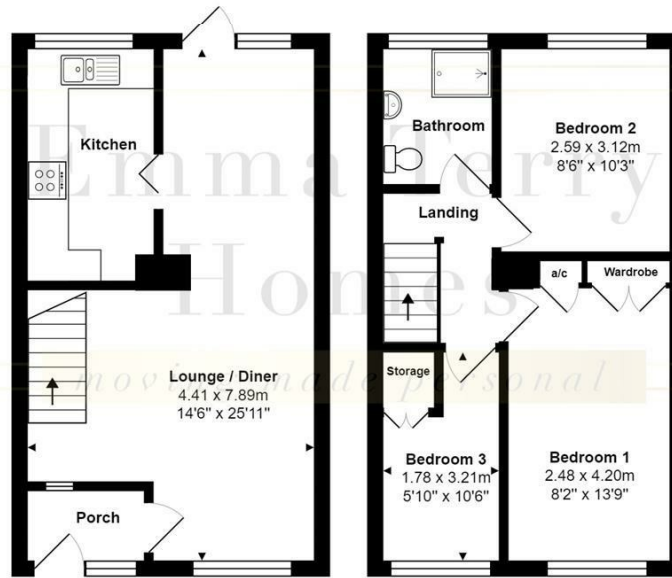 Kitchen
Lounge / Diner
4.41 x 7.89m
14'6" x 25'11"
Porch
Bathroom
Bedroom 2
2.59 x 3.12m
8'6" x 10'3"
Landing
a/c
Wardrobe
Storage
Bedroom 3
1.78 x 3.21m
5'10" x 10'6"
Bedroom 1
2.48 x 4.20m
8'2" x 13'9"
Emma Terry
Homes
moving made personal